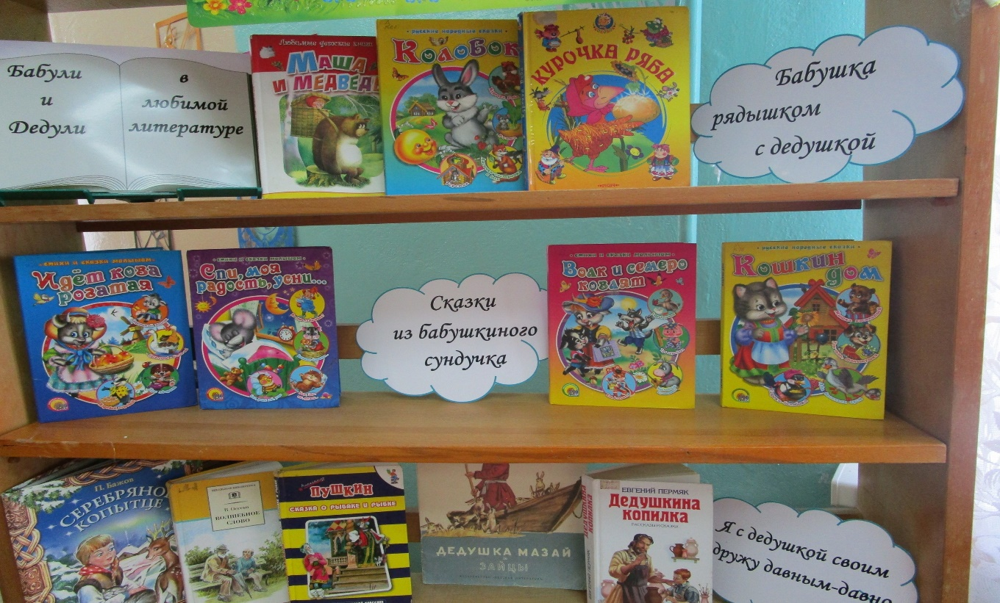 Бабули
и
Дедули
в
любимой
литературе
Любимые детские книги
МАША
И МЕДВЕДЬ
• РУССКИЕ НАРОДНЫЕ СКАЗКИ •
КОЛОБОК
КУРОЧКА РЯБА
Бабушка
рядышком
с дедушкой
• СТИХИ И СКАЗКИ МАЛЫШАМ •
Идёт коза
рогатая
• СТИХИ И СКАЗКИ МАЛЫШАМ •
Спи, моя
радость, усни...
Сказки
из бабушкиного
сундучка
• СТИХИ И СКАЗКИ МАЛЫШАМ •
Волк и семеро
козлят
• РУССКИЕ НАРОДНЫЕ СКАЗКИ •
Кошкин
дом
П. Бажов
СЕРЕБРЯНО
КОПЫТЦЕ
В. Осеева
ВОЛШЕБНОЕ
СЛОВО
Александр
ПУШКИН
СКАЗКА О РЫБАКЕ И РЫБКЕ
ДЕДУШКА МАЗАЙ
ЗАЙЦЫ
ЕВГЕНИЙ ПЕРМЯК
Дедушкина
копилка
РАССКАЗЫ И СКАЗКИ
Я с дедушкой своим
дружу давным-давно